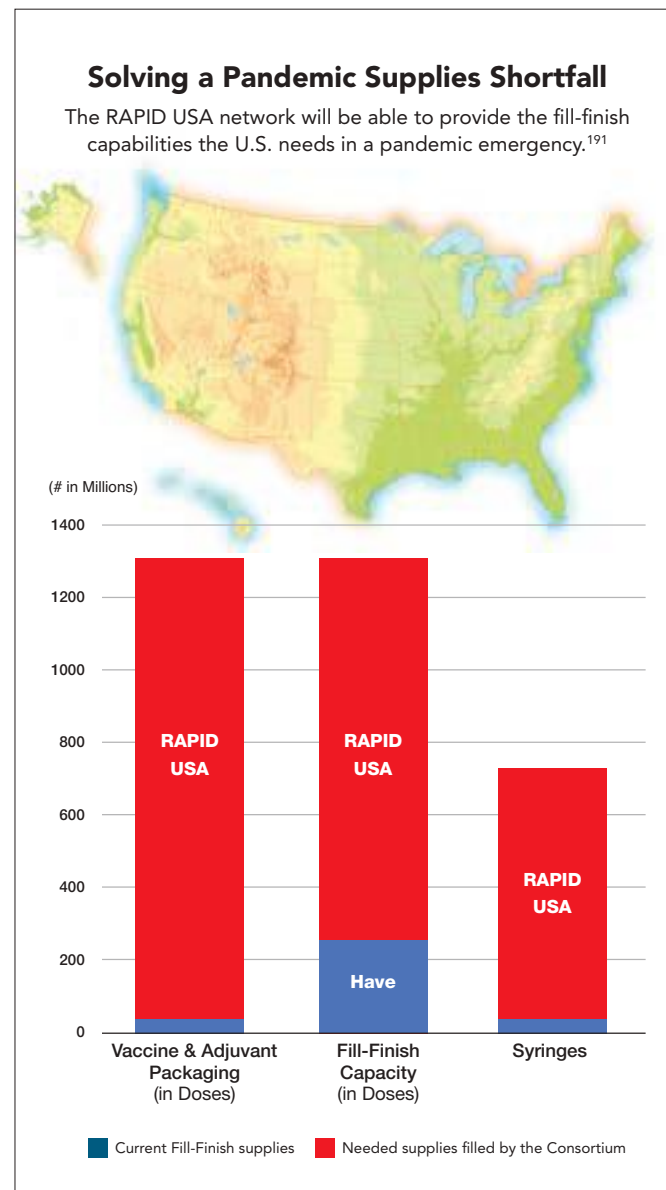 Solving a Pandemic Supplies Shortfall
The RAPID USA network will be able to provide the fill-finish
capabilities the U.S. needs in a pandemic emergency.191
(# in Millions)
1400
1200
1000
800
600
400
200
0
RAPID
USA
RAPID
USA
Have
RAPID
USA
Vaccine & Adjuvant
Packaging
(in Doses)
Fill-Finish
Capacity
(in Doses)
Syringes
Current Fill-Finish supplies
Needed supplies filled by the Consortium